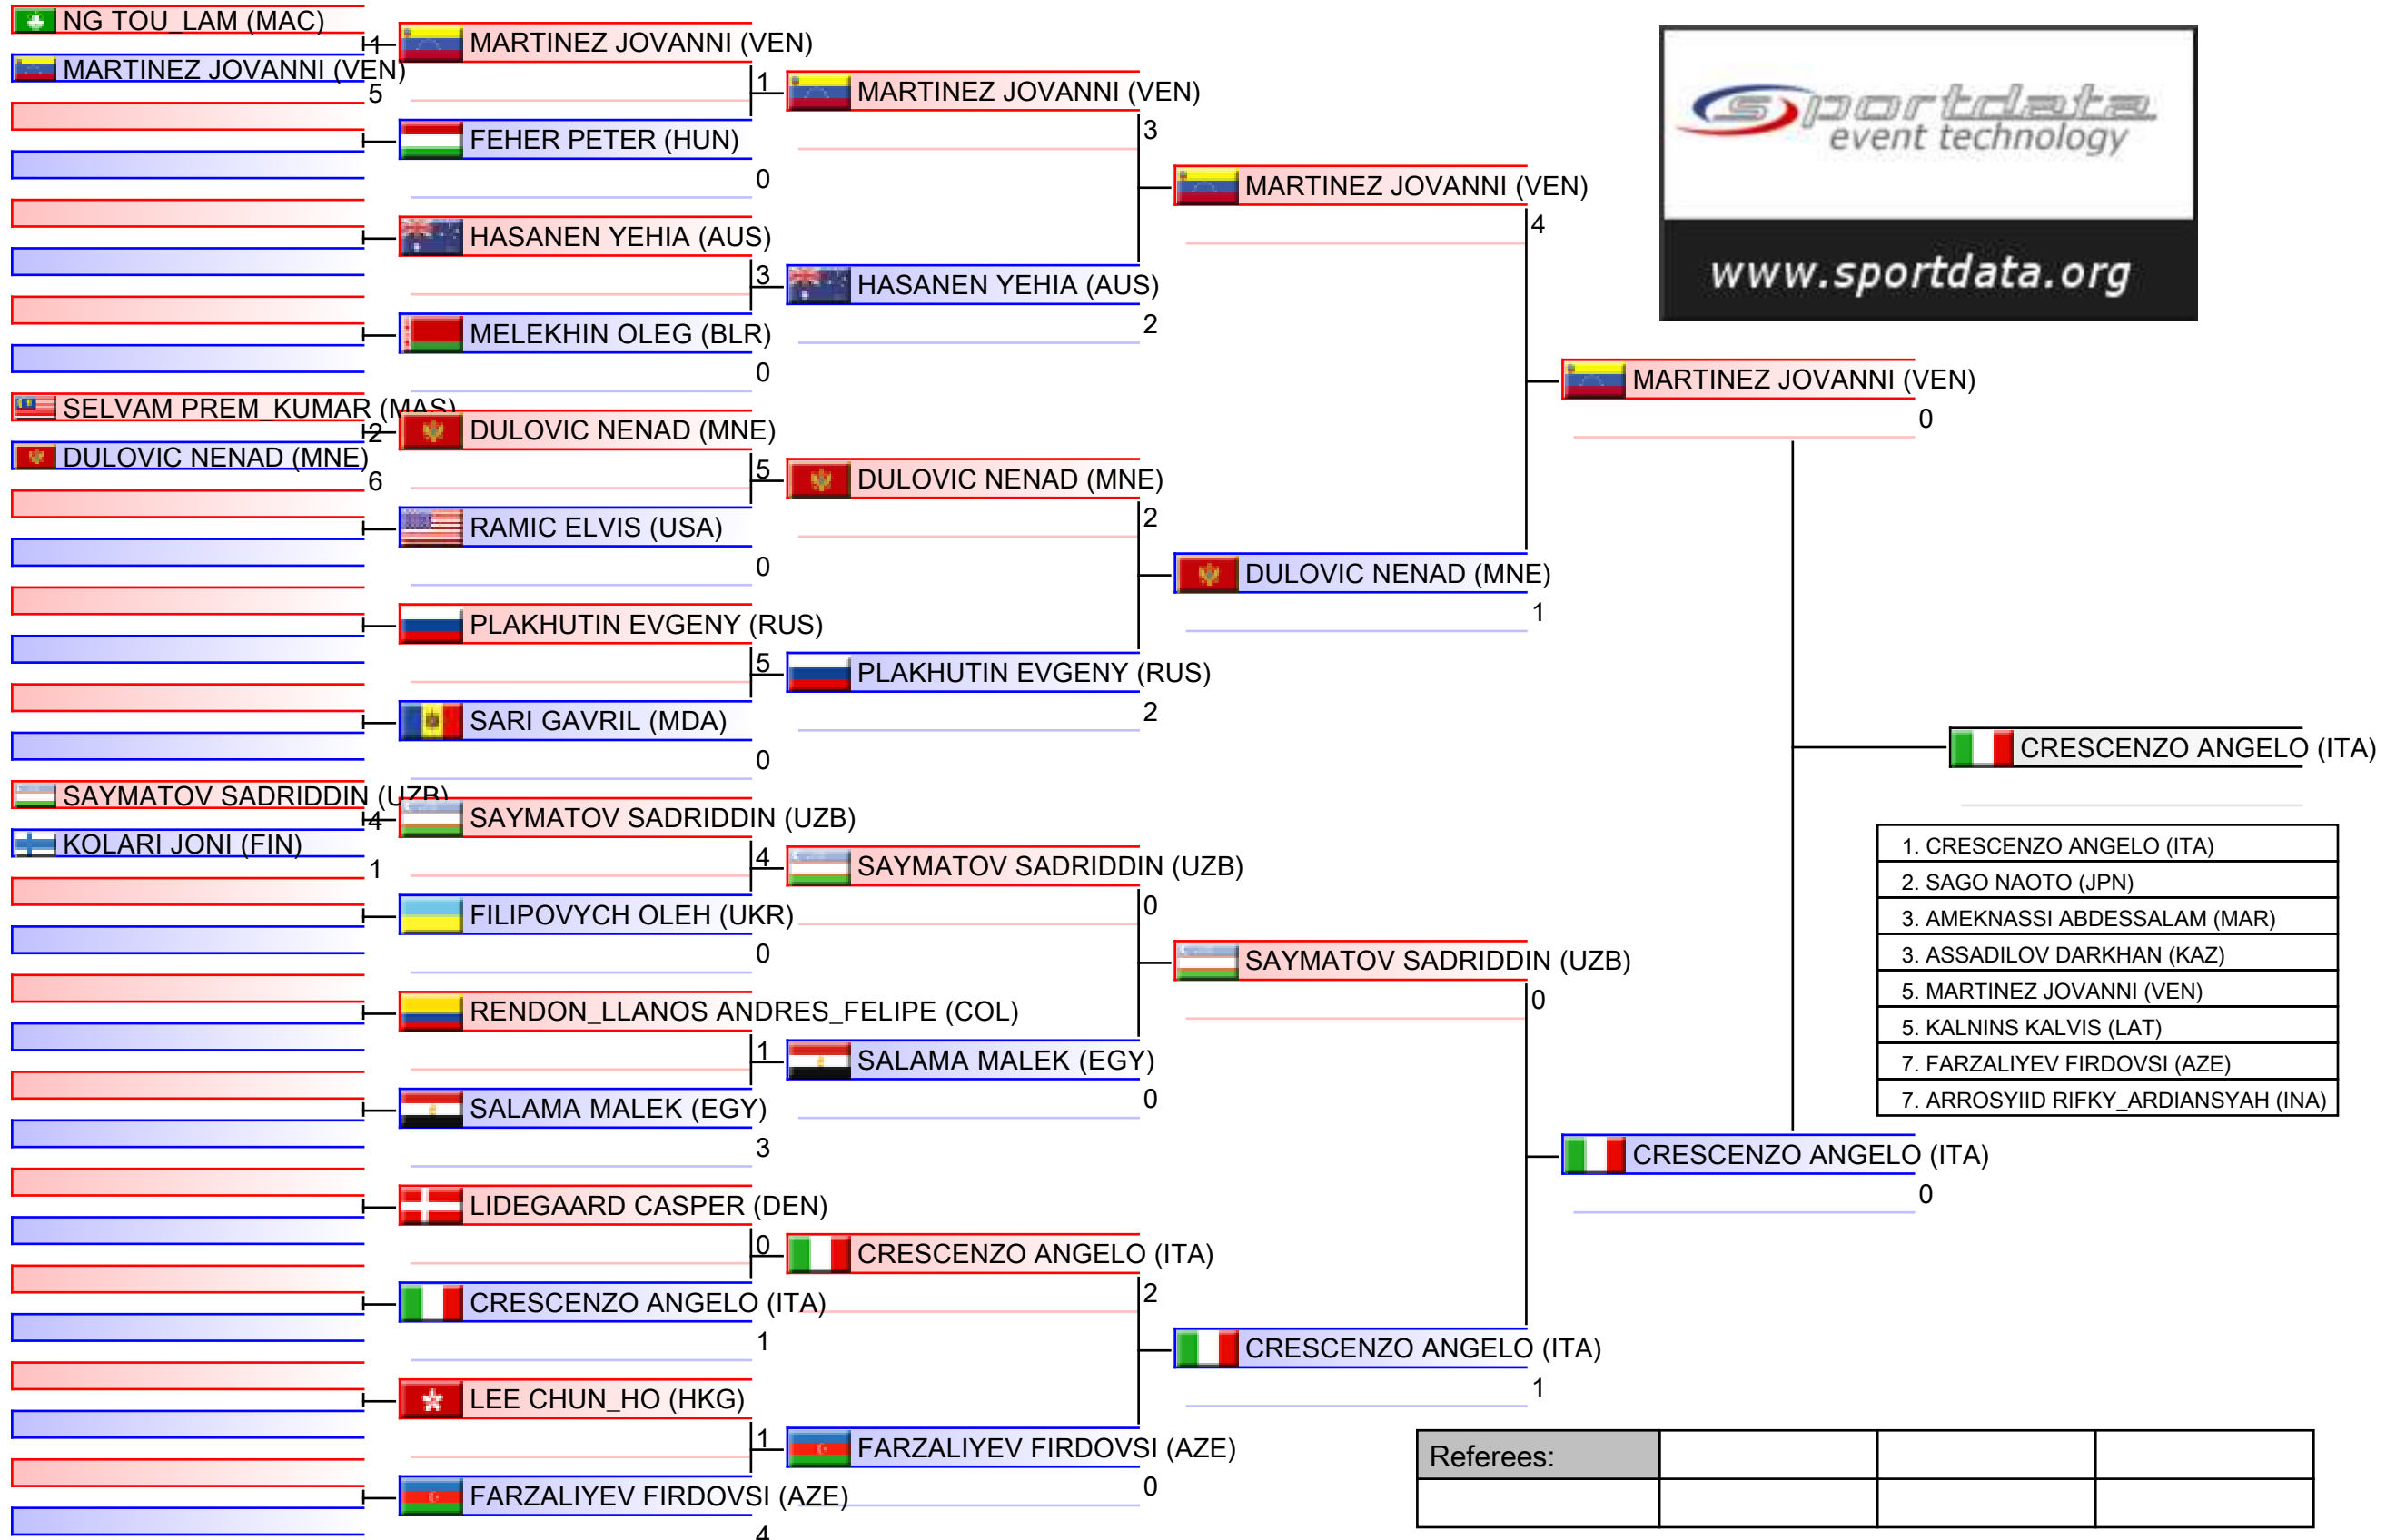 NG TOU_LAM (MAC)
1
MARTINEZ JOVANNI (VEN)
5
SELVAM PREM_KUMAR (MAS)
2
DULOVIC NENAD (MNE)
6
SAYMATOV SADRIDDIN (UZB)
4
KOLARI JONI (FIN)
1
MARTINEZ JOVANNI (VEN)
1
FEHER PETER (HUN)
0
HASANEN YEHIA (AUS)
3
MELEKHIN OLEG (BLR)
0
DULOVIC NENAD (MNE)
5
RAMIC ELVIS (USA)
0
PLAKHUTIN EVGENY (RUS)
5
SARI GAVRIL (MDA)
0
SAYMATOV SADRIDDIN (UZB)
4
FILIPOVYCH OLEH (UKR)
0
RENDON_LLANOS ANDRES_FELIPE (COL)
1
SALAMA MALEK (EGY)
3
LIDEGAARD CASPER (DEN)
0
CRESCENZO ANGELO (ITA)
1
LEE CHUN_HO (HKG)
1
FARZALIYEV FIRDOVSI (AZE)
4
MARTINEZ JOVANNI (VEN)
3
HASANEN YEHIA (AUS)
2
DULOVIC NENAD (MNE)
2
PLAKHUTIN EVGENY (RUS)
2
SAYMATOV SADRIDDIN (UZB)
0
SALAMA MALEK (EGY)
0
CRESCENZO ANGELO (ITA)
2
FARZALIYEV FIRDOVSI (AZE)
0
MARTINEZ JOVANNI (VEN)
4
DULOVIC NENAD (MNE)
1
SAYMATOV SADRIDDIN (UZB)
0
CRESCENZO ANGELO (ITA)
1
MARTINEZ JOVANNI (VEN)
0
CRESCENZO ANGELO (ITA)
0
CRESCENZO ANGELO (ITA)
sportdata
event technology
www.sportdata.org
1. CRESCENZO ANGELO (ITA)
2. SAGO NAOTO (JPN)
3. AMEKNASSI ABDESSALAM (MAR)
3. ASSADILOV DARKHAN (KAZ)
5. MARTINEZ JOVANNI (VEN)
5. KALNINS KALVIS (LAT)
7. FARZALIYEV FIRDOVSI (AZE)
7. ARROSYIID RIFKY_ARDIANSYAH (INA)
Referees: